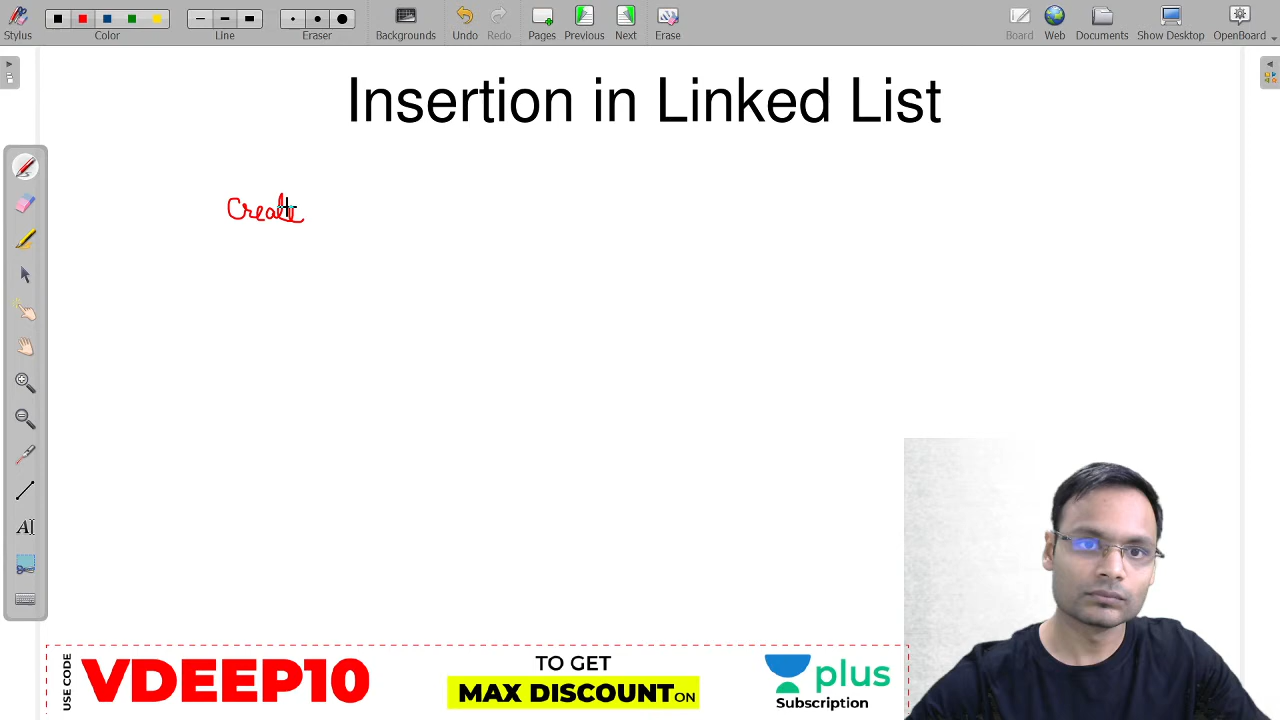 Stylus Color Line Eraser Backgrounds Undo Redo Pages Previous Next Erase Board Web Documents Show Desktop OpenBoard
Insertion in Linked List
Create
AI
USE CODE
VDEEP10
TO GET
MAX DISCOUNT ON
plus
Subscription